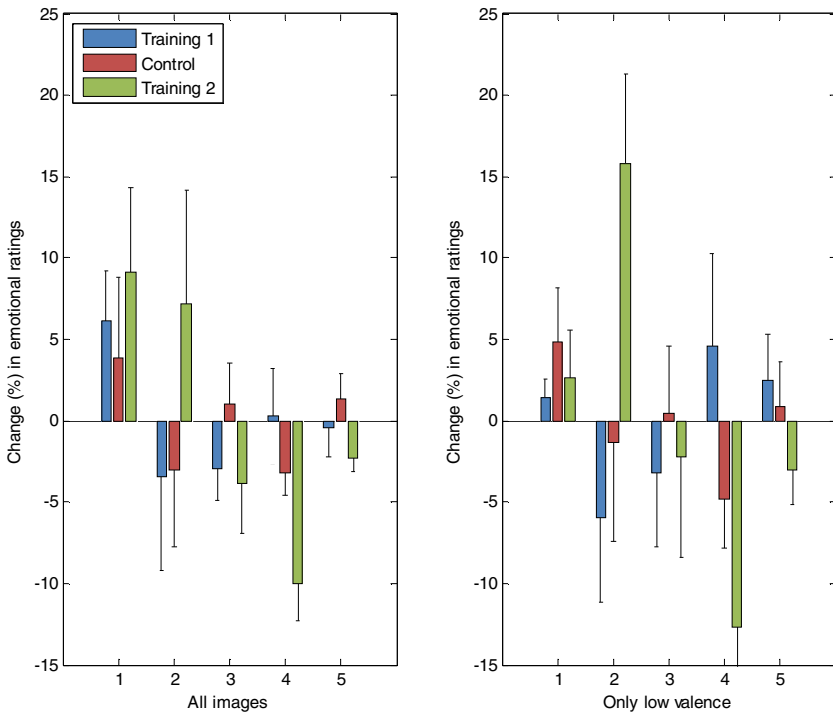 25
20
15
10
5
0
-5
-10
-15
Change (%) in emotional ratings
Training 1
Control
Training 2
1 2 3 4 5
All images
25
20
15
10
5
0
-5
-10
-15
Change (%) in emotional ratings
1 2 3 4 5
Only low valence